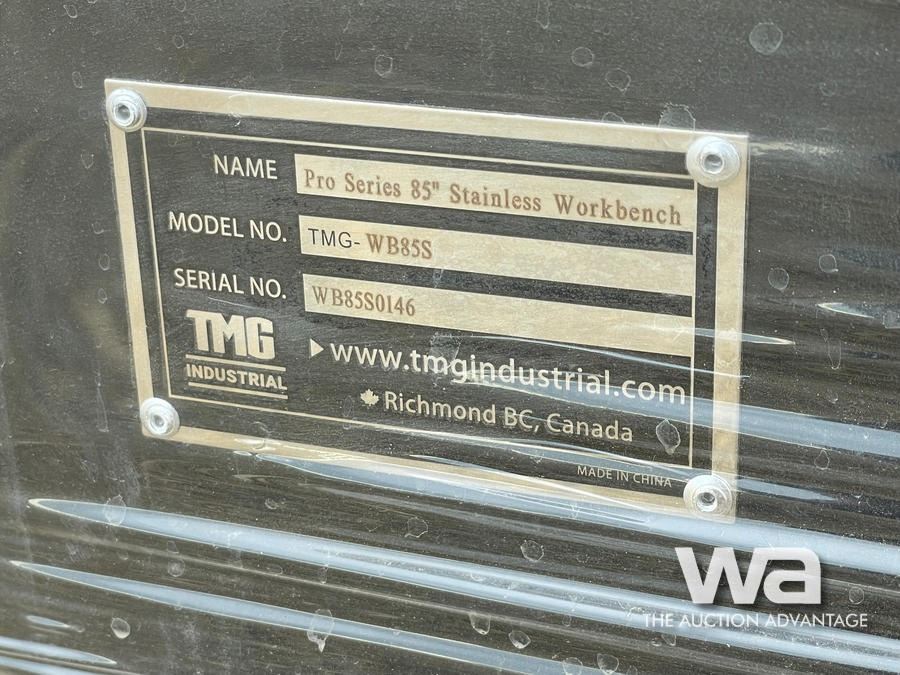 NAME Pro Series 85" Stainless Workbench
MODEL NO. TMG-WB85S
SERIAL NO. WB85S0146
TMG
INDUSTRIAL
www.tmgindustrial.com
Richmond BC, Canada
MADE IN CHINA
wa
THE AUCTION ADVANTAGE